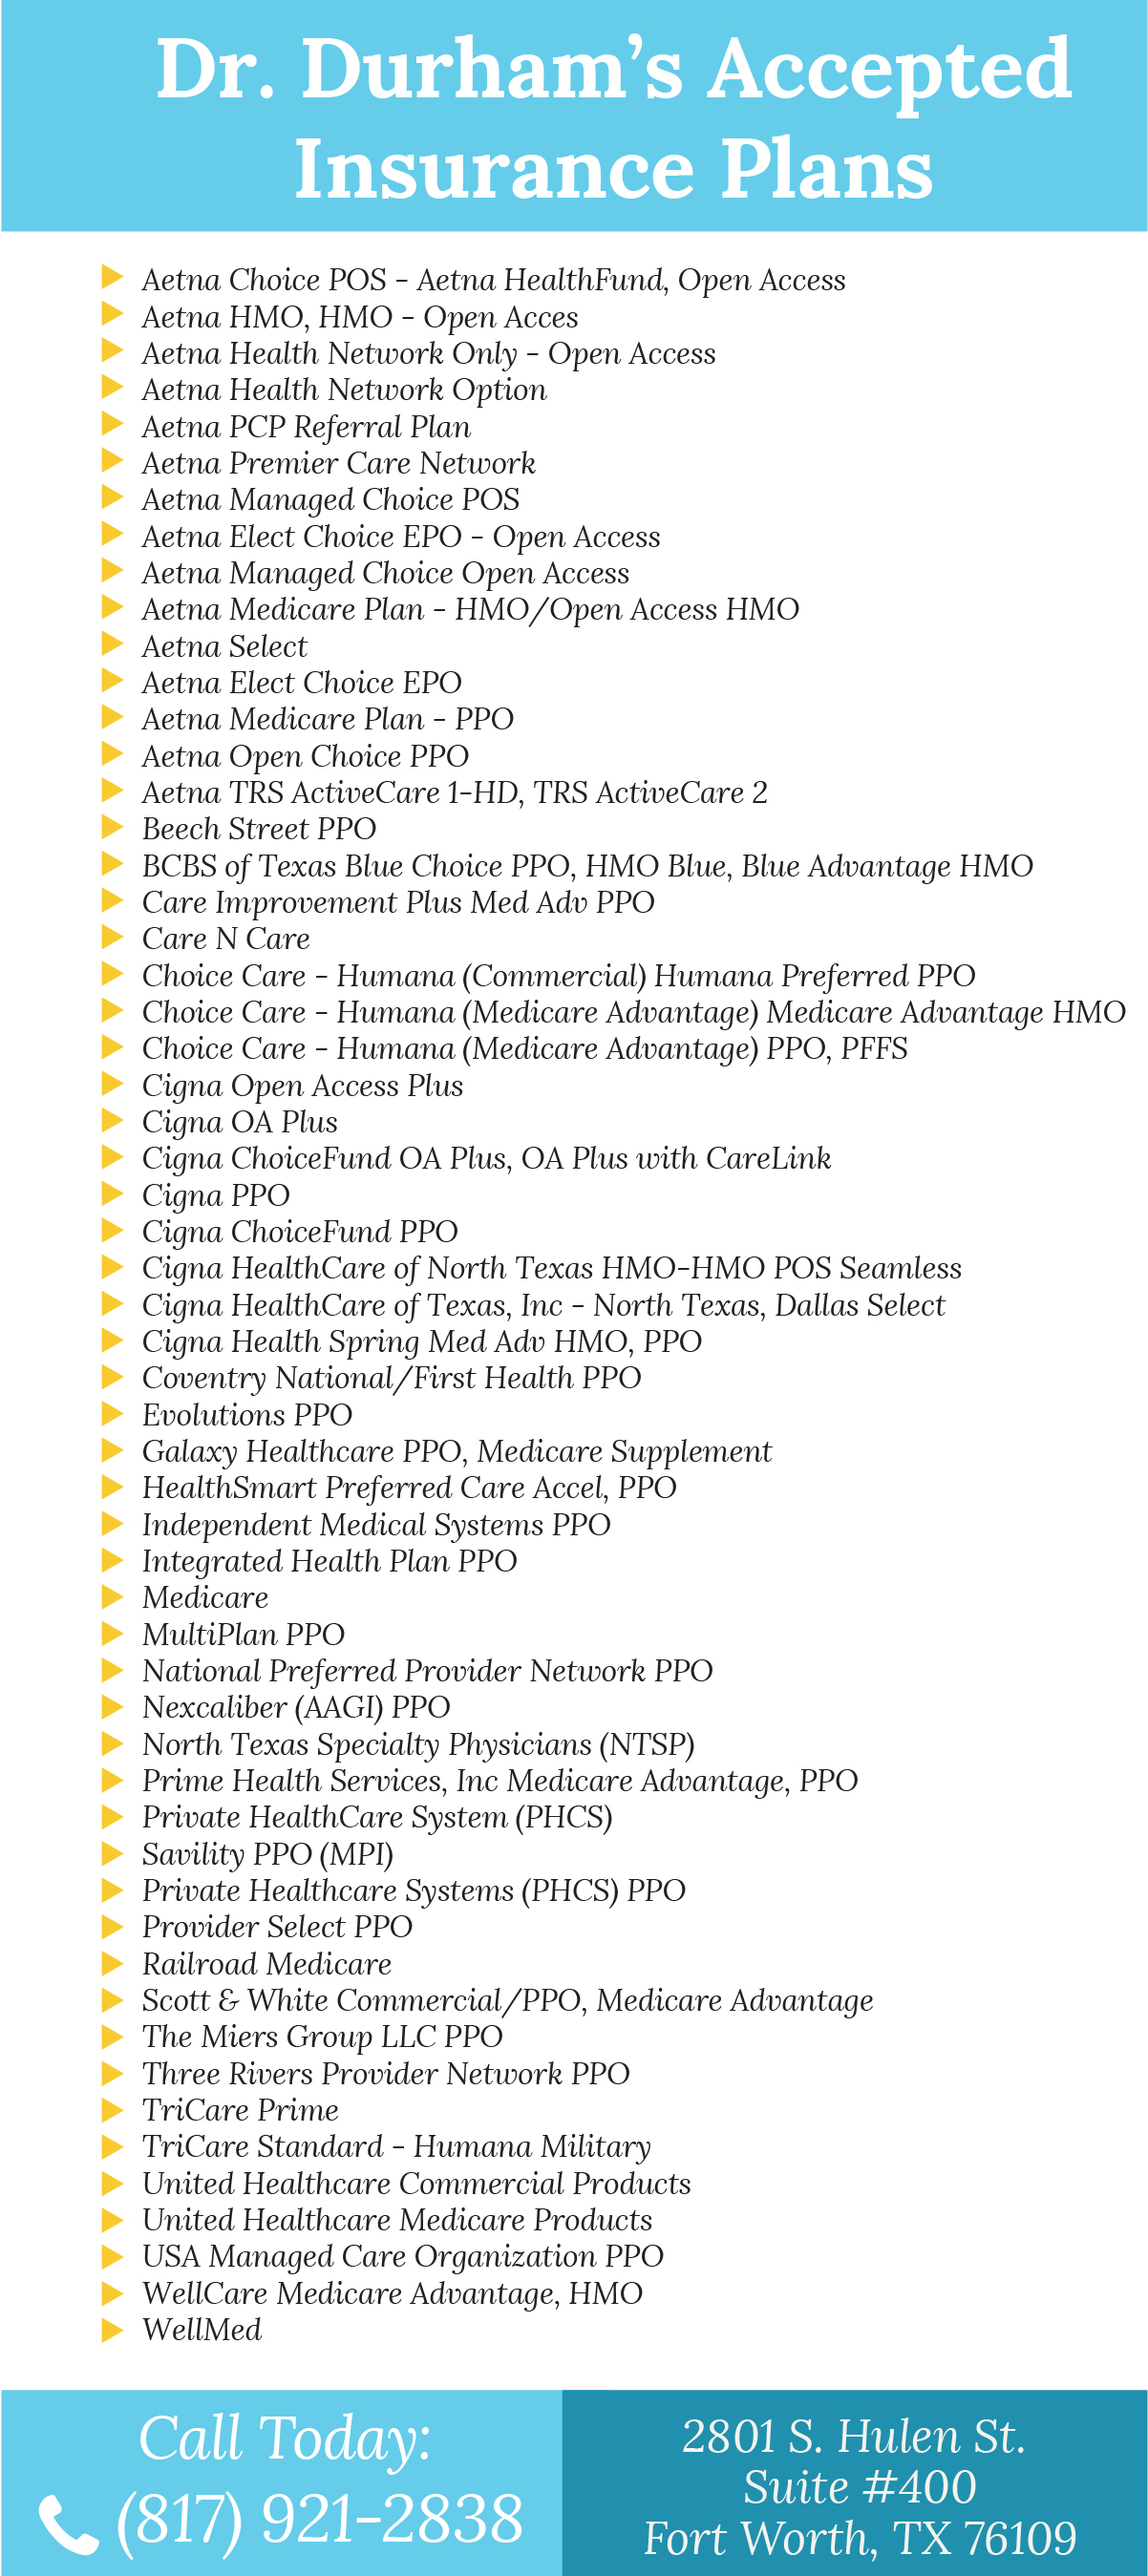 Dr. Durham’s Accepted
Insurance Plans
Aetna Choice POS - Aetna HealthFund, Open Access
Aetna HMO, HMO - Open Acces
Aetna Health Network Only - Open Access
Aetna Health Network Option
Aetna PCP Referral Plan
Aetna Premier Care Network
Aetna Managed Choice POS
Aetna Elect Choice EPO - Open Access
Aetna Managed Choice Open Access
Aetna Medicare Plan - HMO/Open Access HMO
Aetna Select
Aetna Elect Choice EPO
Aetna Medicare Plan - PPO
Aetna Open Choice PPO
Aetna TRS ActiveCare 1-HD, TRS ActiveCare 2
Beech Street PPO
BCBS of Texas Blue Choice PPO, HMO Blue, Blue Advantage HMO
Care Improvement Plus Med Adv PPO
Care N Care
Choice Care - Humana (Commercial) Humana Preferred PPO
Choice Care - Humana (Medicare Advantage) Medicare Advantage HMO
Choice Care - Humana (Medicare Advantage) PPO, PFFS
Cigna Open Access Plus
Cigna OA Plus
Cigna ChoiceFund OA Plus, OA Plus with CareLink
Cigna PPO
Cigna ChoiceFund PPO
Cigna HealthCare of North Texas HMO-HMO POS Seamless
Cigna HealthCare of Texas, Inc - North Texas, Dallas Select
Cigna Health Spring Med Adv HMO, PPO
Coventry National/First Health PPO
Evolutions PPO
Galaxy Healthcare PPO, Medicare Supplement
HealthSmart Preferred Care Accel, PPO
Independent Medical Systems PPO
Integrated Health Plan PPO
Medicare
MultiPlan PPO
National Preferred Provider Network PPO
Nexcaliber (AAGI) PPO
North Texas Specialty Physicians (NTSP)
Prime Health Services, Inc Medicare Advantage, PPO
Private HealthCare System (PHCS)
Savility PPO (MPI)
Private Healthcare Systems (PHCS) PPO
Provider Select PPO
Railroad Medicare
Scott & White Commercial/PPO, Medicare Advantage
The Miers Group LLC PPO
Three Rivers Provider Network PPO
TriCare Prime
TriCare Standard - Humana Military
United Healthcare Commercial Products
United Healthcare Medicare Products
USA Managed Care Organization PPO
WellCare Medicare Advantage, HMO
WellMed
Call Today:
(817) 921-2838
2801 S. Hulen St.
Suite #400
Fort Worth, TX 76109